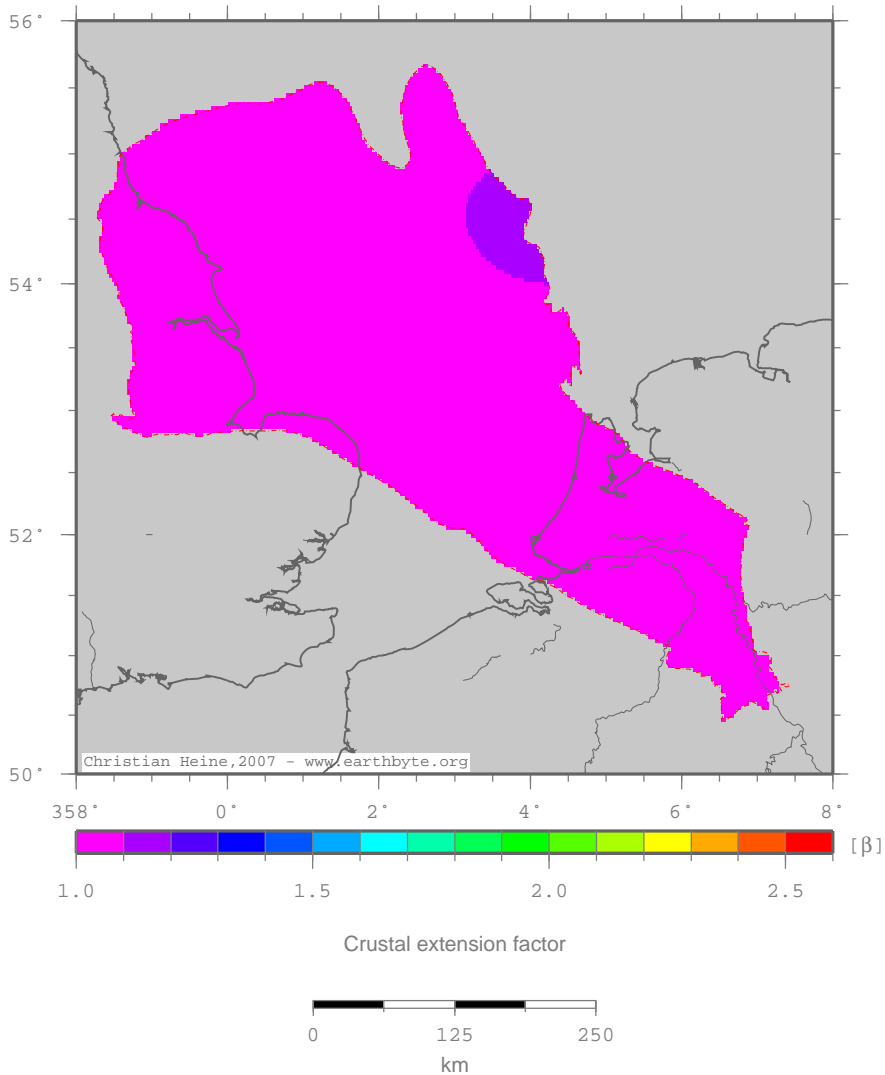 56°
54°
52°
50°
Christian Heine,2007 - www.earthbyte.org
358° 0° 2° 4° 6° 8°
[β]
1.0 1.5 2.0 2.5
Crustal extension factor
0 125 250
km